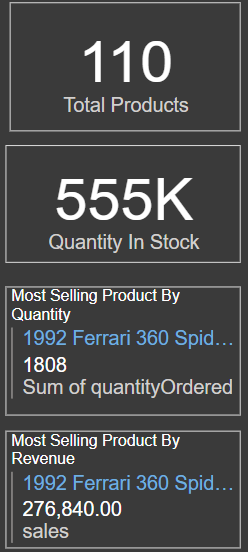 110
Total Products
555K
Quantity In Stock
Most Selling Product By
Quantity
1992 Ferrari 360 Spid...
1808
Sum of quantityOrdered
Most Selling Product By
Revenue
1992 Ferrari 360 Spid...
276,840.00
sales